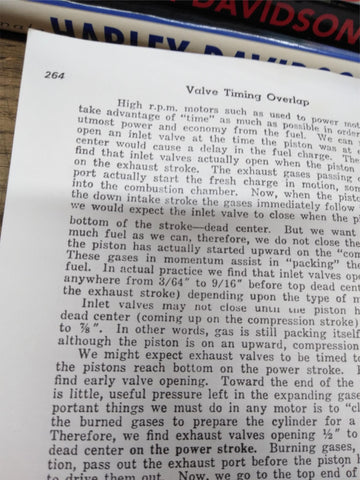 DAVIDSON
HARLEY-DAVIDSON
264
Valve Timing Overlap
High r.p.m. motors such as used to power
take advantage of "time" as much as possible in
utmost power and economy from the fuel. We can
open an inlet valve at the time the piston was at
center would cause a delay in the fuel charge. The
find that inlet valves actually open when the piston
on the exhaust stroke. The exhaust gases passing
port actually start the fresh charge in motion,
into the combustion chamber. Now, when the
the down intake stroke the gases immediately follow
we would expect the inlet valve to close when the
bottom of the stroke—dead center. But we want
much fuel as we can, therefore, we do not close the
the piston has actually started upward on the
These gases in momentum assist in "packing" the
fuel. In actual practice we find that inlet valves
anywhere from 3/64" to 9/16" before top dead
the exhaust stroke) depending upon the type of
Inlet valves may not close until the piston
dead center (coming up on the compression stroke)
to ⅞". In other words, gas is still packing itself
although the piston is on an upward, compression
We might expect exhaust valves to be timed to
the pistons reach bottom on the power stroke.
find early valve opening. Toward the end of the
is little, useful pressure left in the expanding
portant things we must do in any motor is to
the burned gases to prepare the cylinder for a
Therefore, we find exhaust valves opening ½" to
dead center on the power stroke. Burning gases,
tion, pass out the exhaust port before the piston
to drive them out. Now, we go to the top end of